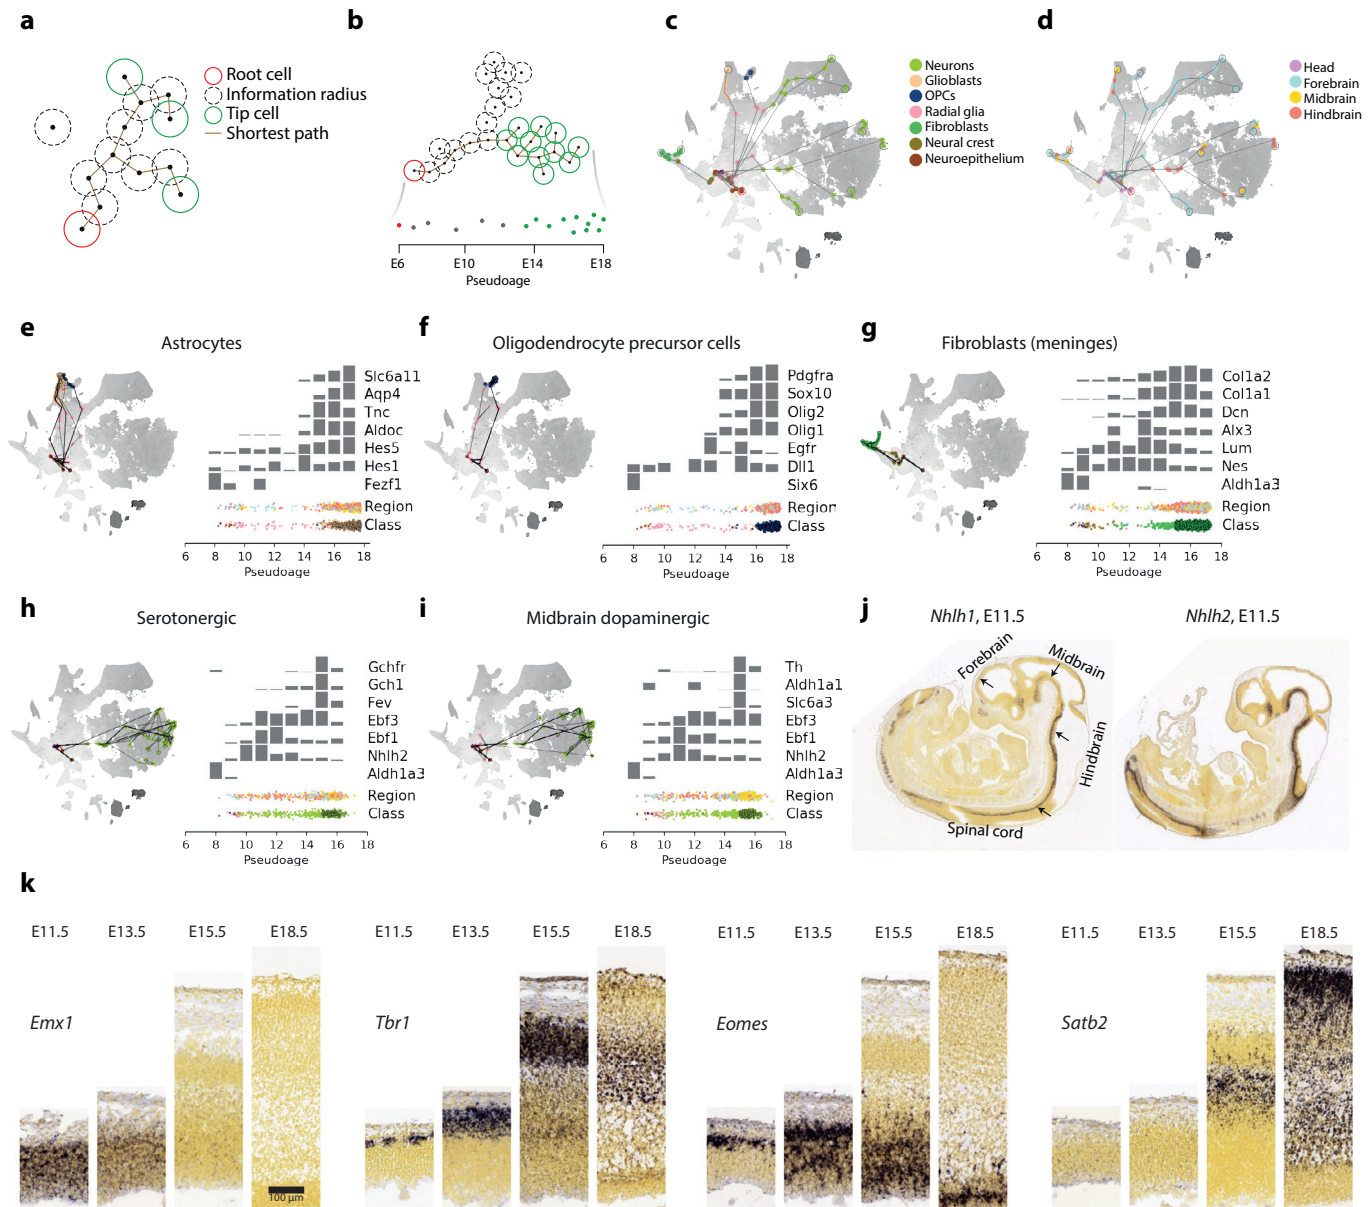 a
Root cell
Information radius
Tip cell
Shortest path
b
E6
E10
E14
E18
Pseudoage
c
Neurons
Glioblasts
OPCs
Radial glia
Fibroblasts
Neural crest
Neuroepithelium
d
Head
Forebrain
Midbrain
Hindbrain
e
Astrocytes
Slc6a11
Aqp4
Tnc
Aldoc
Hes5
Hes1
Fezf1
Region
Class
6 8 10 12 14 16 18
Pseudoage
f
Oligodendrocyte precursor cells
Pdgfra
Sox10
Olig2
Olig1
Egfr
Dll1
Six6
Region
Class
6 8 10 12 14 16 18
Pseudoage
g
Fibroblasts (meninges)
Col1a2
Col1a1
Dcn
Alx3
Lum
Nes
Aldh1a3
Region
Class
6 8 10 12 14 16 18
Pseudoage
h
Serotonergic
Gchfr
Gch1
Fev
Ebf3
Ebf1
Nhlh2
Aldh1a3
Region
Class
6 8 10 12 14 16 18
Pseudoage
i
Midbrain dopaminergic
Th
Aldh1a1
Slc6a3
Ebf3
Ebf1
Nhlh2
Aldh1a3
Region
Class
6 8 10 12 14 16 18
Pseudoage
j
Nhlh1, E11.5
Forebrain
Midbrain
Hindbrain
Spinal cord
Nhlh2, E11.5
k
E11.5 E13.5 E15.5 E18.5
Emx1
100 µm
E11.5 E13.5 E15.5 E18.5
Tbr1
E11.5 E13.5 E15.5 E18.5
Eomes
E11.5 E13.5 E15.5 E18.5
Satb2